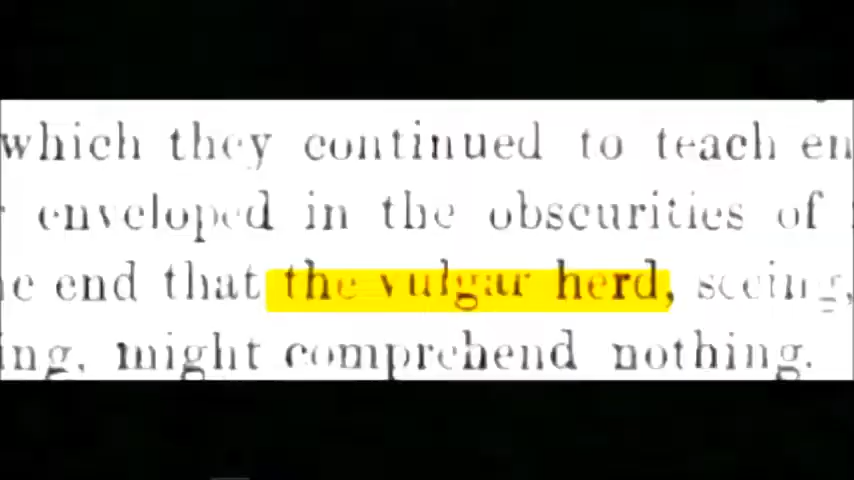 which they continued to teach en
enveloped in the obscurities of
end that the vulgar herd, seeing,
ing, might comprehend nothing.